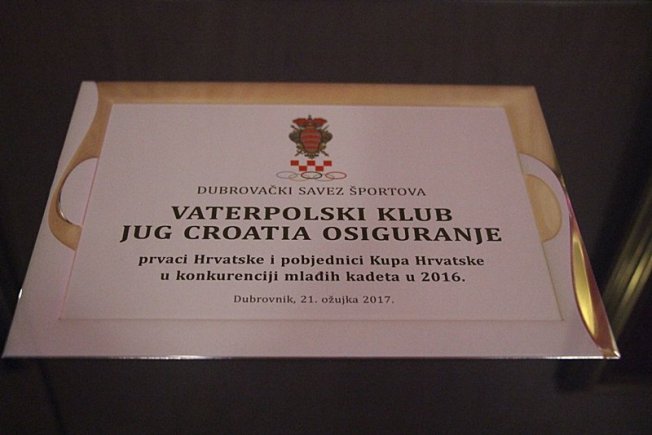 DUBROVAČKI SAVEZ ŠPORTOVA
VATERPOLSKI KLUB
JUG CROATIA OSIGURANJE
prvaci Hrvatske i pobjednici Kupa Hrvatske
u konkurenciji mlađih kadeta u 2016.
Dubrovnik, 21. ožujka 2017.